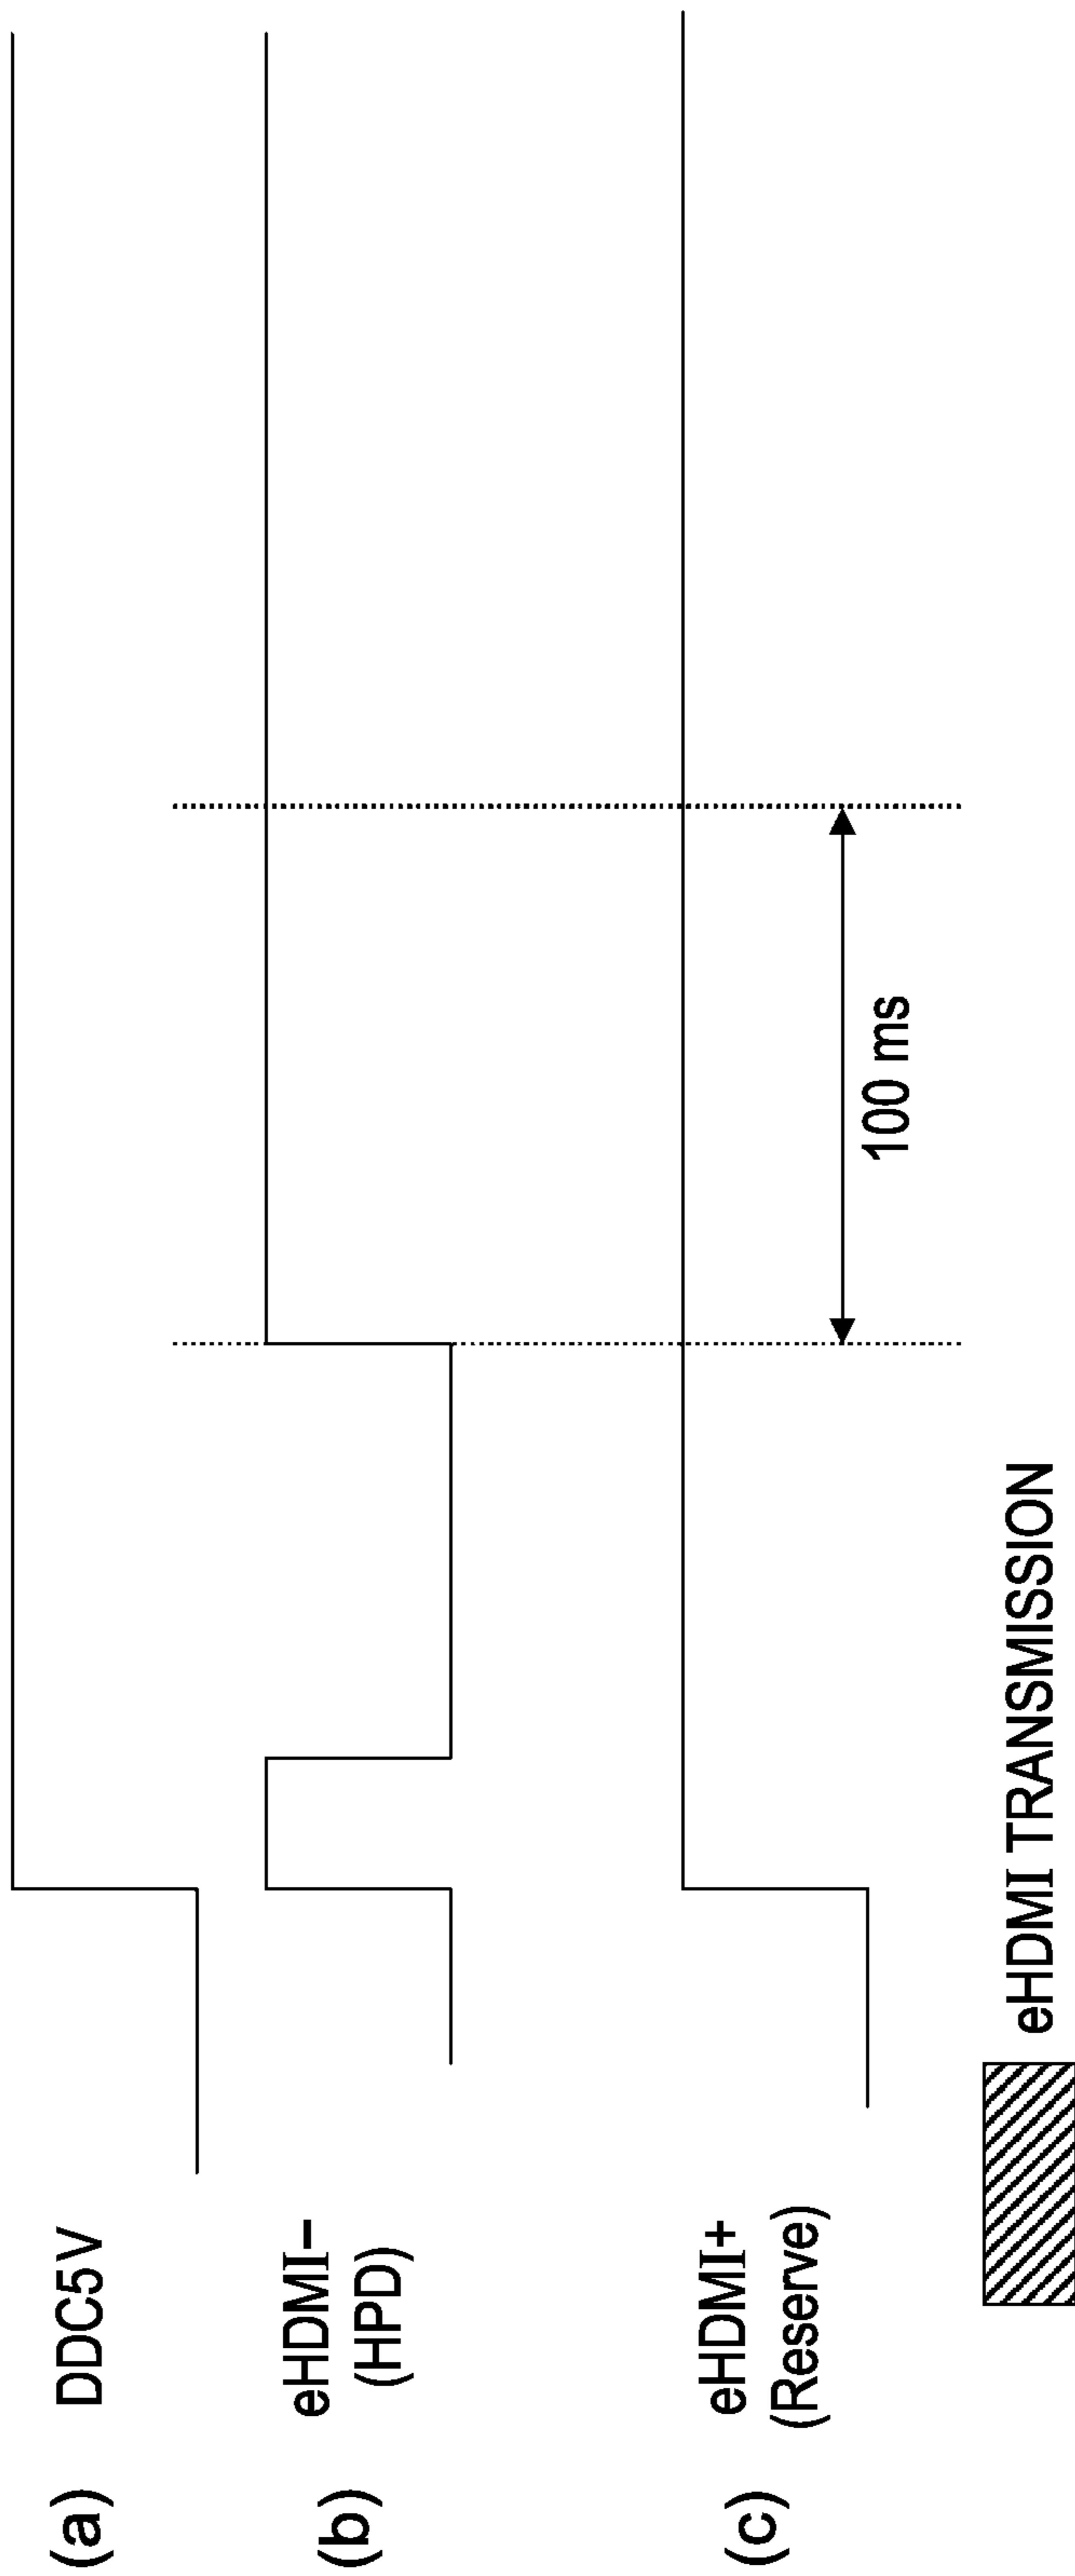 (a) DDC5V
(b) eHDMI−
(HPD)
(c) eHDMI+
(Reserve)
100 ms
eHDMI TRANSMISSION